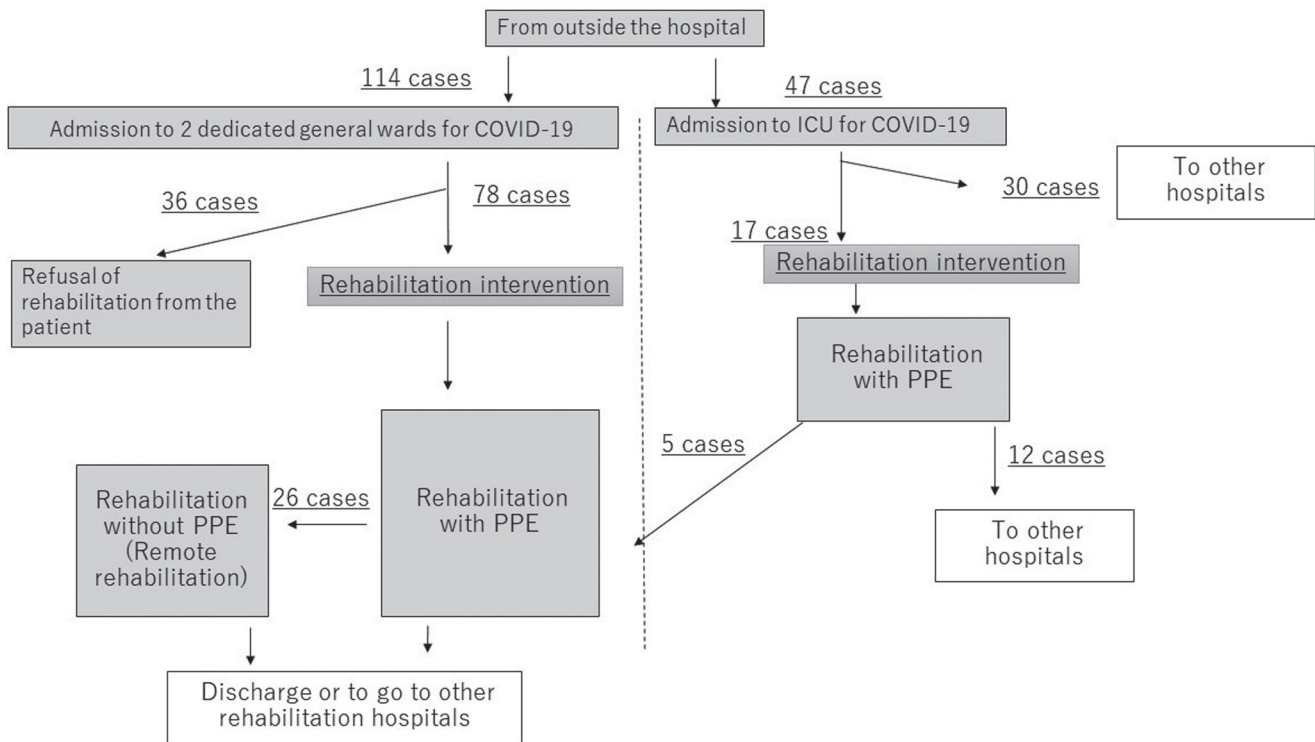 From outside the hospital
114 cases
47 cases
Admission to 2 dedicated general wards for COVID-19
Admission to ICU for COVID-19
To other
hospitals
36 cases
78 cases
30 cases
17 cases
Refusal of
rehabilitation from the
patient
Rehabilitation intervention
Rehabilitation intervention
Rehabilitation
with PPE
5 cases
12 cases
Rehabilitation
without PPE
(Remote
rehabilitation)
26 cases
Rehabilitation
with PPE
To other
hospitals
Discharge or to go to other
rehabilitation hospitals